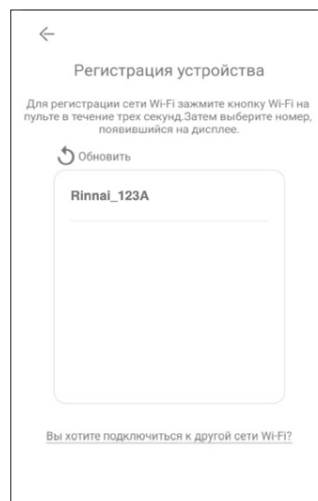 Регистрация устройства
Для регистрации сети Wi-Fi зажмите кнопку Wi-Fi на
пульте в течение трех секунд.Затем выберите номер,
появившийся на дисплее.
Обновить
Rinnai_123A
Вы хотите подключиться к другой сети Wi-Fi?